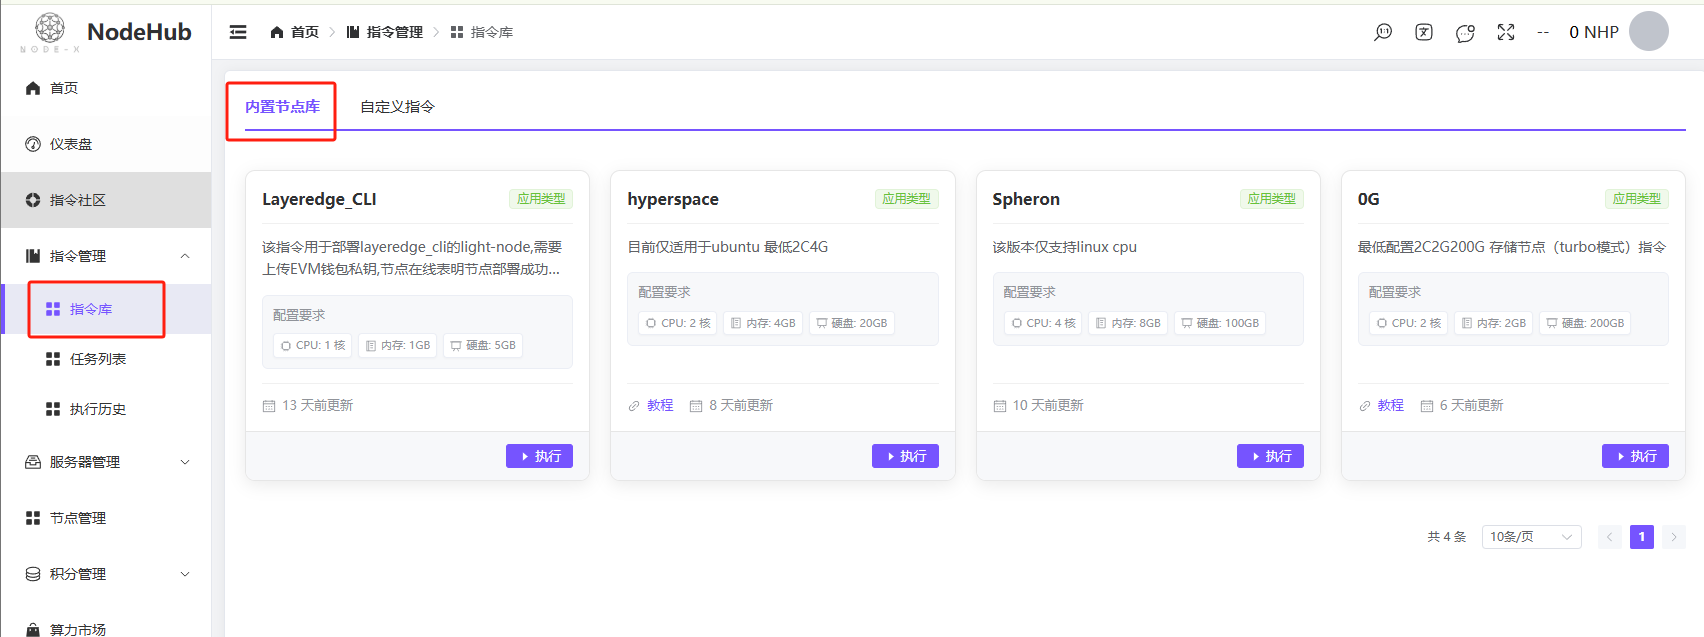 NODE-X
NodeHub
首页
仪表盘
指令社区
指令管理
指令库
任务列表
执行历史
服务器管理
节点管理
积分管理
算力市场
首页 指令管理 指令库
1:1
文
-- 0 NHP
内置节点库 自定义指令
Layeredge_CLI 应用类型
该指令用于部署layeredge_cli的light-node,需要
上传EVM钱包私钥,节点在线表明节点部署成功...
配置要求
CPU: 1 核 内存: 1GB 硬盘: 5GB
13 天前更新
执行
hyperspace 应用类型
目前仅适用于ubuntu 最低2C4G
配置要求
CPU: 2 核 内存: 4GB 硬盘: 20GB
教程 8 天前更新
执行
Spheron 应用类型
该版本仅支持linux cpu
配置要求
CPU: 4 核 内存: 8GB 硬盘: 100GB
10 天前更新
执行
0G 应用类型
最低配置2C2G200G 存储节点（turbo模式）指令
配置要求
CPU: 2 核 内存: 2GB 硬盘: 200GB
教程 6 天前更新
执行
共 4 条 10条/页 1